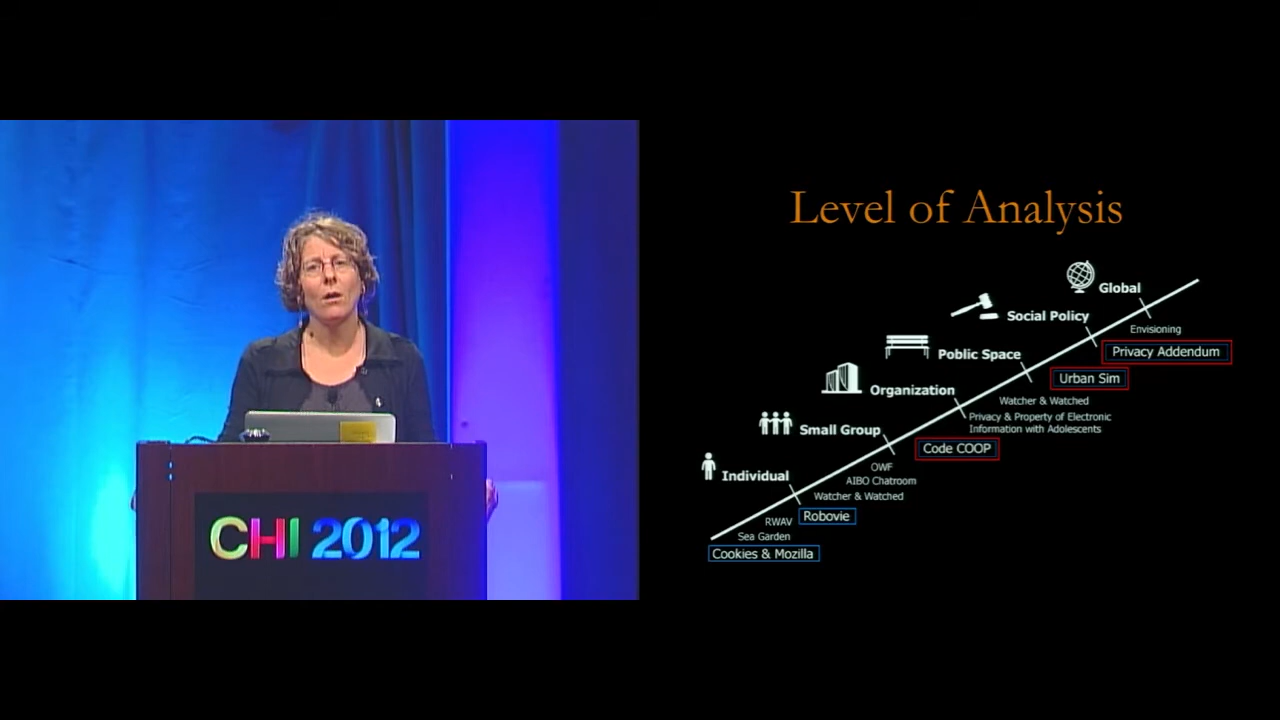 CHI 2012
Level of Analysis
Global
Social Policy
Envisioning
Privacy Addendum
Public Space
Urban Sim
Organization
Watcher & Watched
Privacy & Property of Electronic
Information with Adolescents
Small Group
Code COOP
OWF
AIBO Chatroom
Individual
Watcher & Watched
Robovie
RWAV
Sea Garden
Cookies & Mozilla